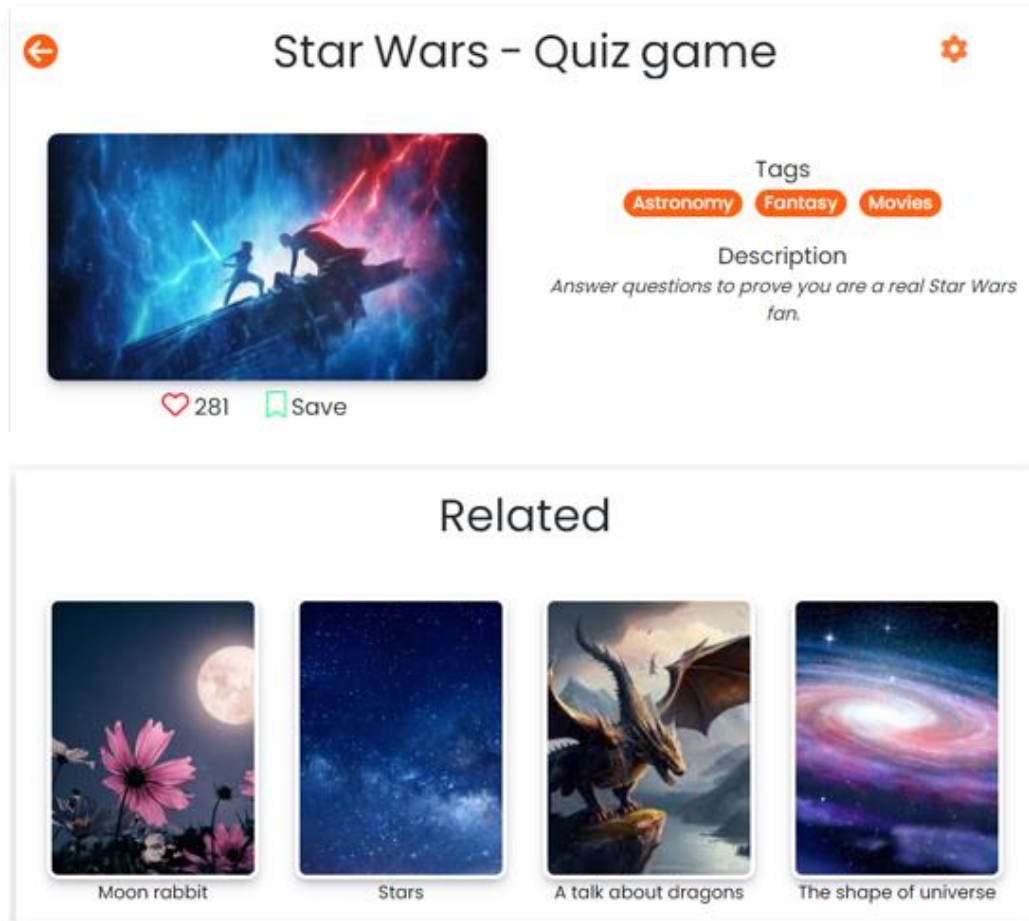 Star Wars - Quiz game
Tags
Astronomy Fantasy Movies
Description
Answer questions to prove you are a real Star Wars
fan.
281 Save
Related
Moon rabbit Stars A talk about dragons The shape of universe